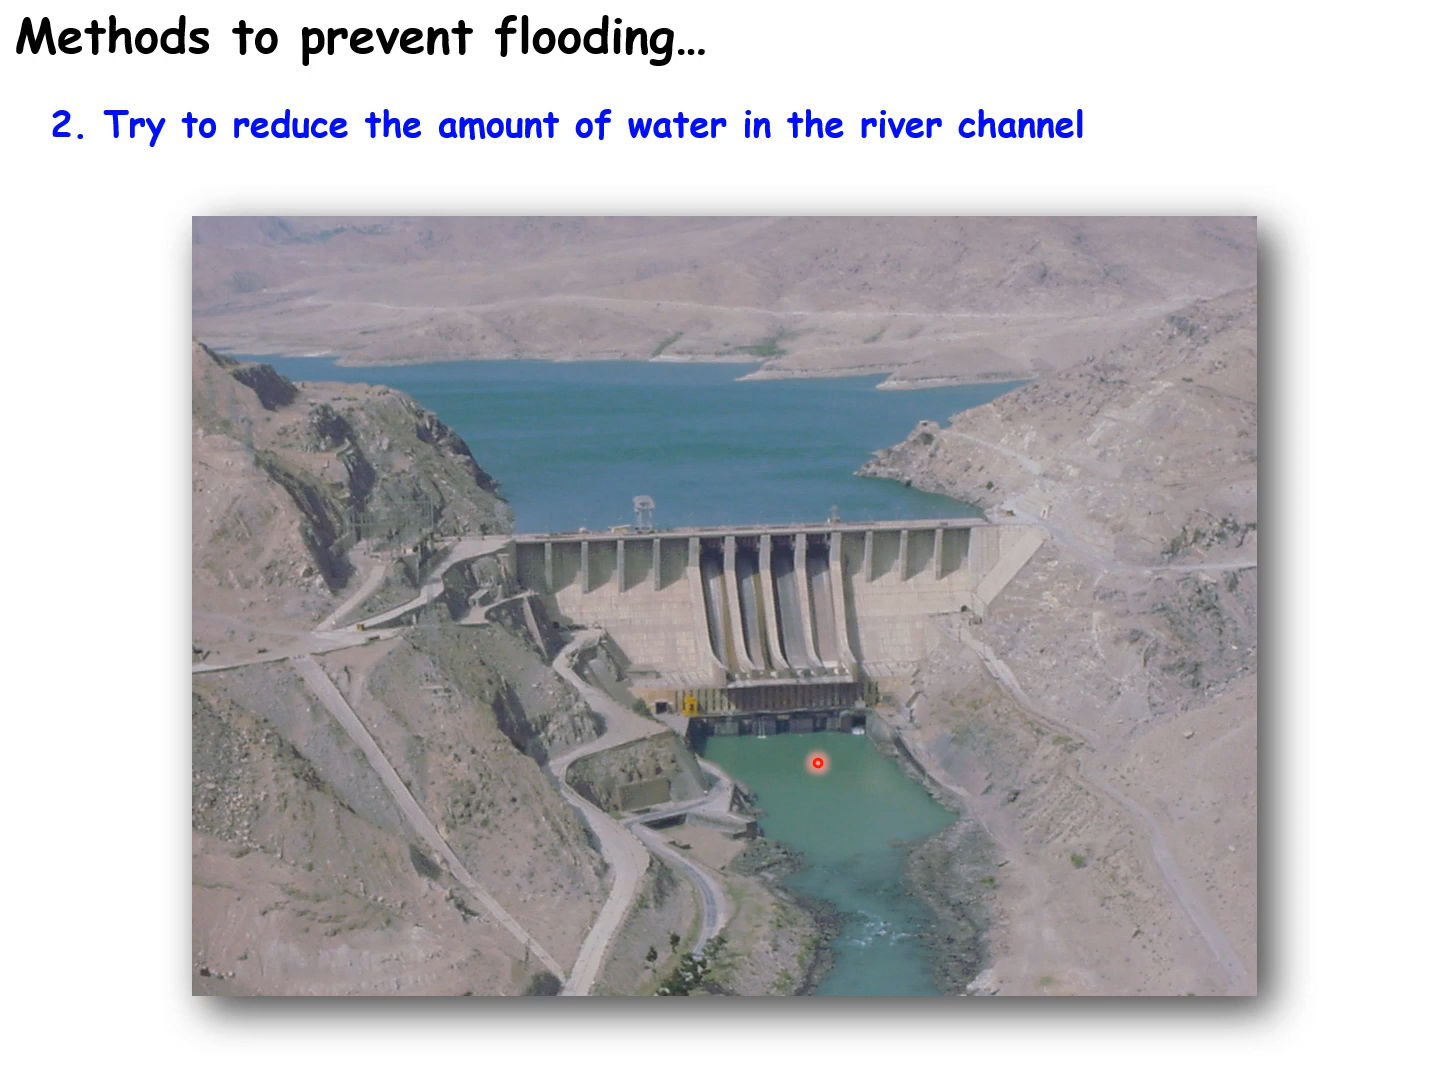 Methods to prevent flooding…
2. Try to reduce the amount of water in the river channel